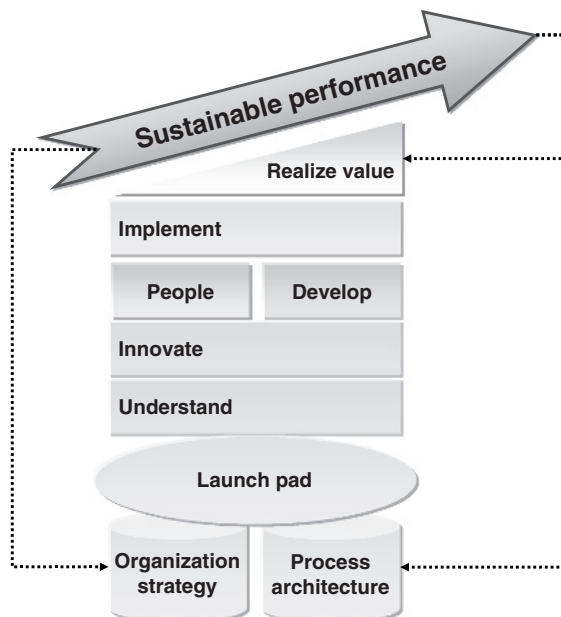 Sustainable performance
Realize value
Implement
People
Develop
Innovate
Understand
Launch pad
Organization
strategy
Process
architecture